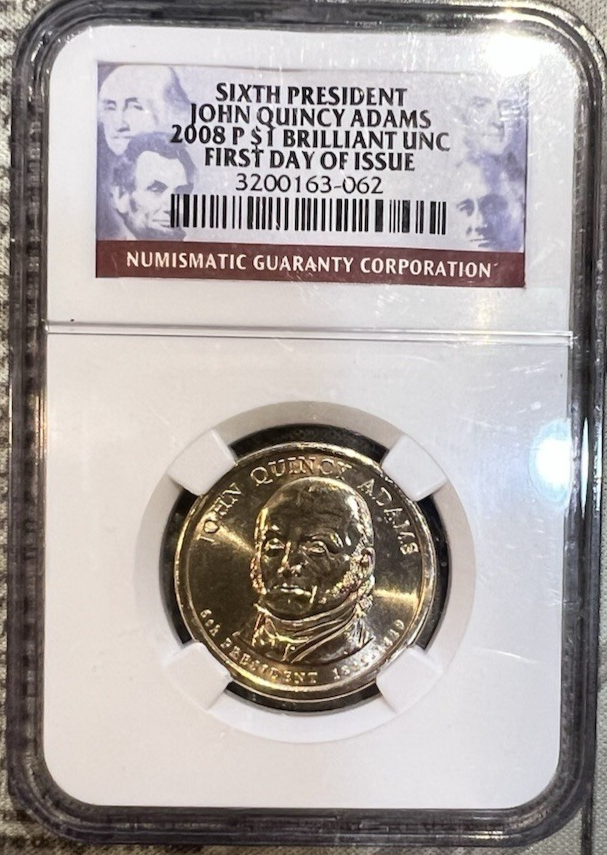 SIXTH PRESIDENT
JOHN QUINCY ADAMS
2008 P $1 BRILLIANT UNC
FIRST DAY OF ISSUE
3200163-062
NUMISMATIC GUARANTY CORPORATION
JOHN QUINCY ADAMS
PRESIDENT